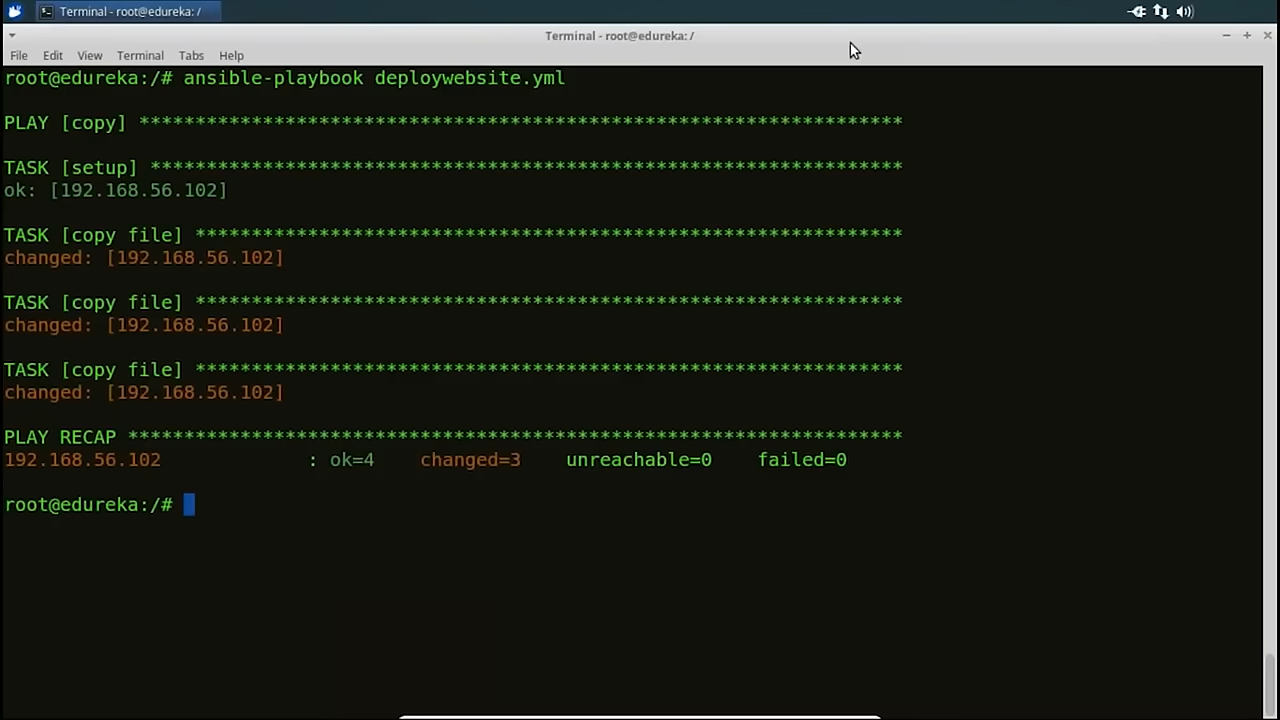 Terminal - root@edureka: /
Terminal - root@edureka: /
File Edit View Terminal Tabs Help
root@edureka:/# ansible-playbook deploywebsite.yml
PLAY [copy] ********************************************************************
TASK [setup] *******************************************************************
ok: [192.168.56.102]
TASK [copy file] ***************************************************************
changed: [192.168.56.102]
TASK [copy file] ***************************************************************
changed: [192.168.56.102]
TASK [copy file] ***************************************************************
changed: [192.168.56.102]
PLAY RECAP *********************************************************************
192.168.56.102 : ok=4 changed=3 unreachable=0 failed=0
root@edureka:/#